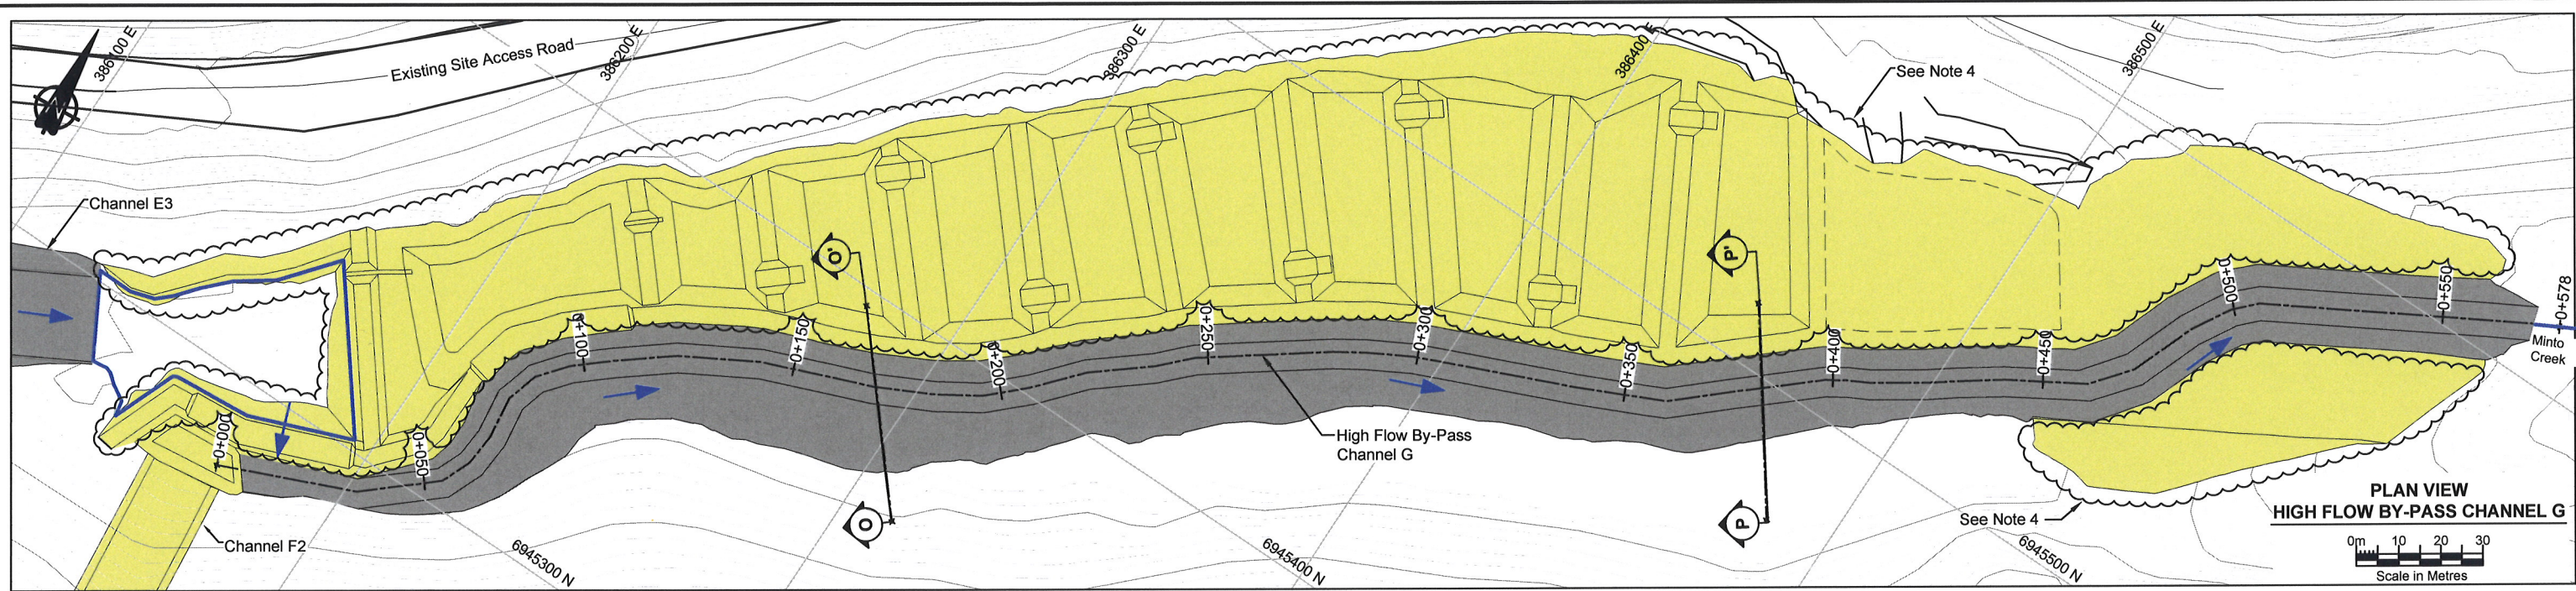 386100 E
386200 E
386300 E
386400 E
386500 E
Existing Site Access Road
See Note 4
Channel E3
N
O'
P'
0+000
0+050
0+100
0+150
0+200
0+250
0+300
0+350
0+400
0+450
0+500
0+550
0+578
Minto
Creek
High Flow By-Pass
Channel G
O
P
Channel F2
See Note 4
6945300 N
6945400 N
6945500 N
PLAN VIEW
HIGH FLOW BY-PASS CHANNEL G
0m 10 20 30
Scale in Metres